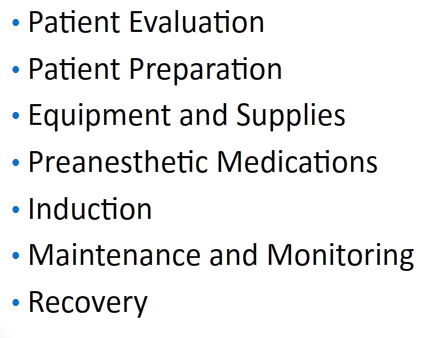 • Patient Evaluation
• Patient Preparation
• Equipment and Supplies
• Preanesthetic Medications
• Induction
• Maintenance and Monitoring
• Recovery